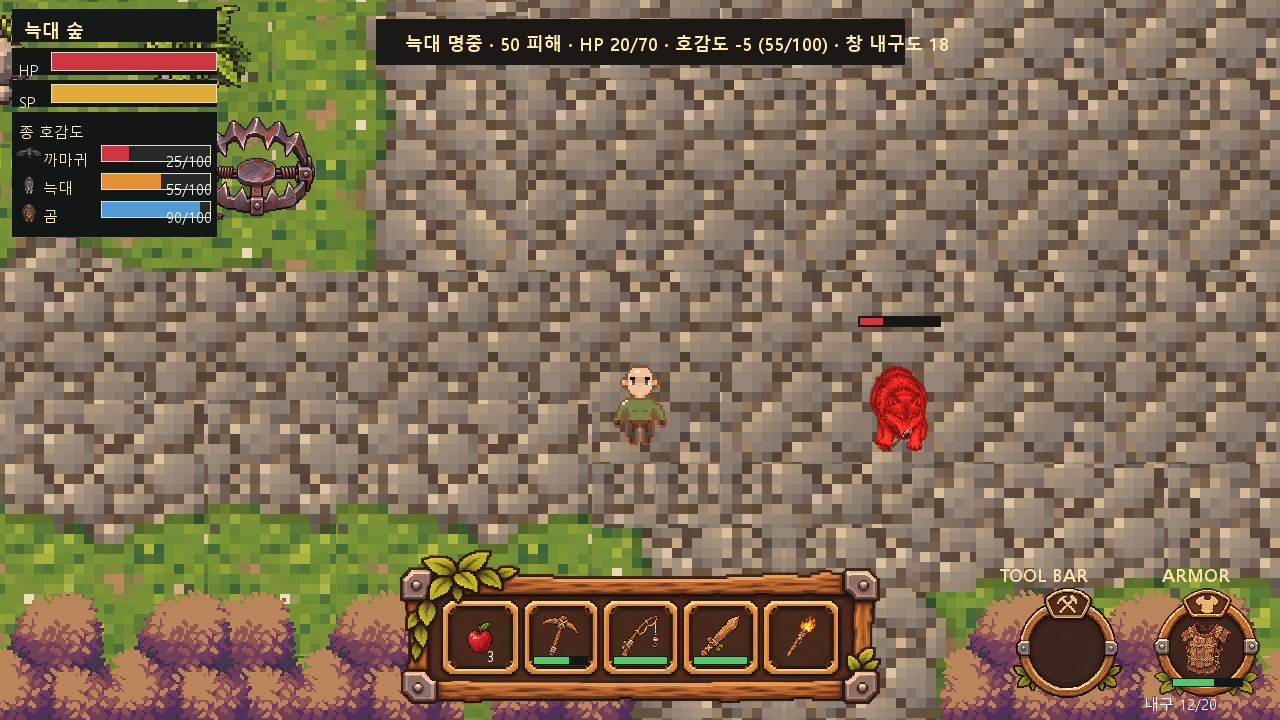 늑대 숲
늑대 명중 · 50 피해 · HP 20/70 · 호감도 -5 (55/100) · 창 내구도 18
HP
SP
종 호감도
까마귀 25/100
늑대 55/100
곰 90/100
TOOL BAR
ARMOR
3
내구 12/20